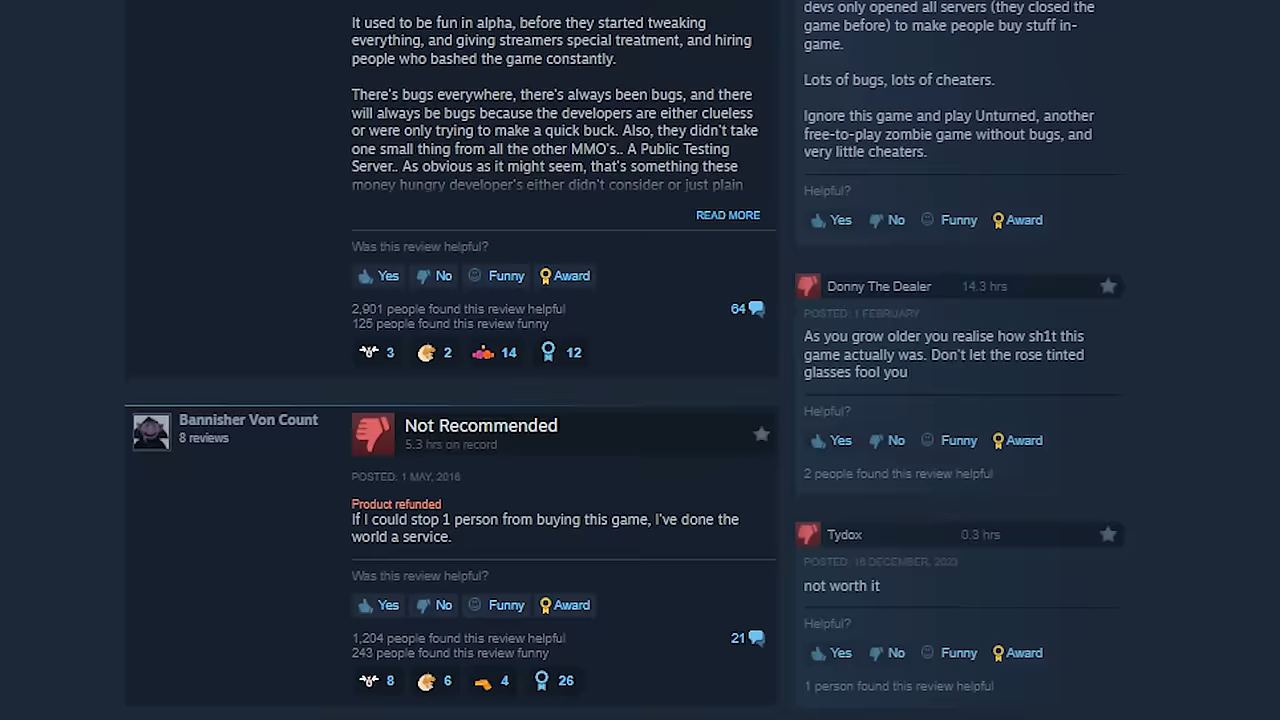 It used to be fun in alpha, before they started tweaking
everything, and giving streamers special treatment, and hiring
people who bashed the game constantly.
There's bugs everywhere, there's always been bugs, and there
will always be bugs because the developers are either clueless
or were only trying to make a quick buck. Also, they didn't take
one small thing from all the other MMO's.. A Public Testing
Server.. As obvious as it might seem, that's something these
money hungry developer's either didn't consider or just plain
READ MORE
Was this review helpful?
Yes No Funny Award
2,901 people found this review helpful
125 people found this review funny
64
3 2 14 12
Bannisher Von Count
8 reviews
Not Recommended
5.3 hrs on record
POSTED: 1 MAY, 2016
Product refunded
If I could stop 1 person from buying this game, I've done the
world a service.
Was this review helpful?
Yes No Funny Award
1,204 people found this review helpful
243 people found this review funny
21
8 6 4 26
devs only opened all servers (they closed the
game before) to make people buy stuff in-
game.
Lots of bugs, lots of cheaters.
Ignore this game and play Unturned, another
free-to-play zombie game without bugs, and
very little cheaters.
Helpful?
Yes No Funny Award
Donny The Dealer 14.3 hrs
POSTED: 1 FEBRUARY
As you grow older you realise how sh1t this
game actually was. Don't let the rose tinted
glasses fool you
Helpful?
Yes No Funny Award
2 people found this review helpful
Tydox 0.3 hrs
POSTED: 16 DECEMBER, 2023
not worth it
Helpful?
Yes No Funny Award
1 person found this review helpful